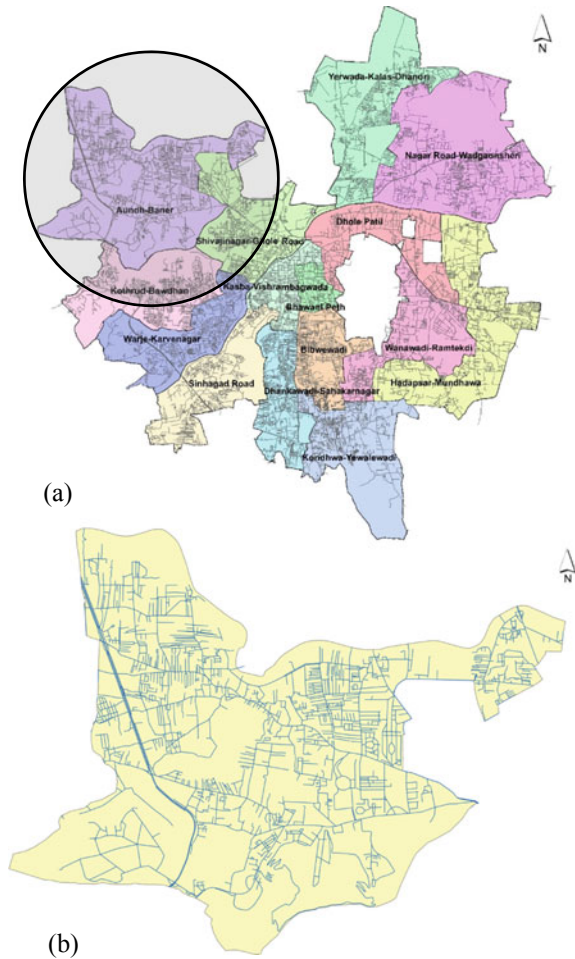 N
Yerwada-Kalas-Dhanori
Nagar Road-Wadgaonsheri
Aundh-Baner
Dhole Patil
Shivajinagar-Ghole Road
Kothrud-Bawdhan
Kasba-Vishrambagwada
Bhawani Peth
Warje-Karvenagar
Bibwewadi
Wanawadi-Ramtekdi
Sinhagad Road
Dhankawadi-Sahakarnagar
Hadapsar-Mundhawa
Kondhwa-Yewalewadi
(a)
N
(b)